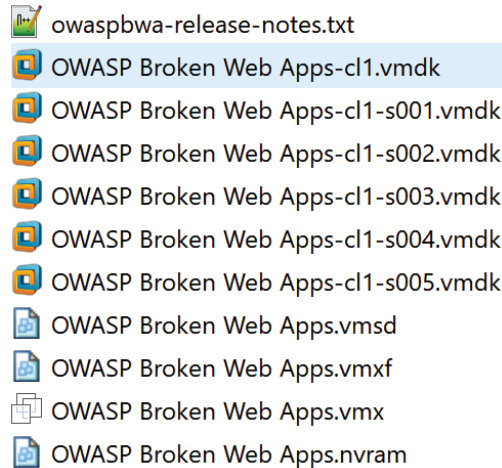 owaspbwa-release-notes.txt
OWASP Broken Web Apps-cl1.vmdk
OWASP Broken Web Apps-cl1-s001.vmdk
OWASP Broken Web Apps-cl1-s002.vmdk
OWASP Broken Web Apps-cl1-s003.vmdk
OWASP Broken Web Apps-cl1-s004.vmdk
OWASP Broken Web Apps-cl1-s005.vmdk
OWASP Broken Web Apps.vmsd
OWASP Broken Web Apps.vmxf
OWASP Broken Web Apps.vmx
OWASP Broken Web Apps.nvram